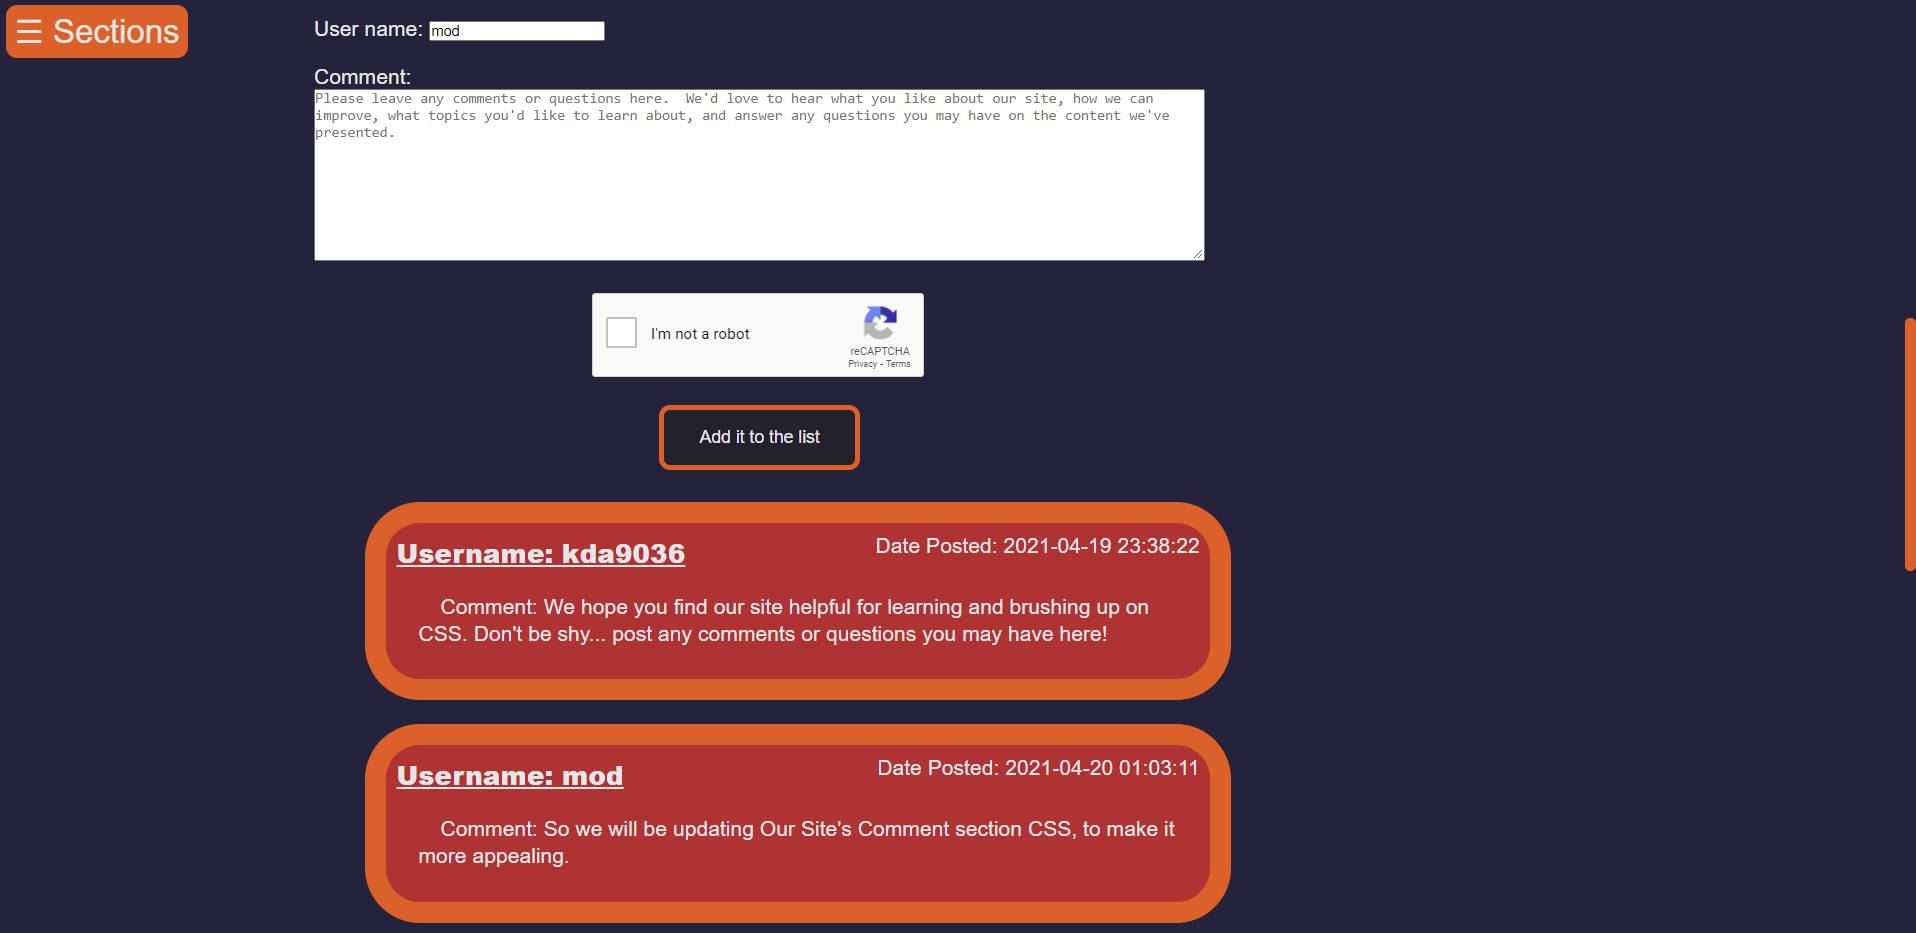 ☰ Sections
User name: mod
Comment:
Please leave any comments or questions here.  We'd love to hear what you like about our site, how we can
improve, what topics you'd like to learn about, and answer any questions you may have on the content we've
presented.
I'm not a robot
reCAPTCHA
Privacy - Terms
Add it to the list
Username: kda9036
Date Posted: 2021-04-19 23:38:22
Comment: We hope you find our site helpful for learning and brushing up on
CSS. Don't be shy... post any comments or questions you may have here!
Username: mod
Date Posted: 2021-04-20 01:03:11
Comment: So we will be updating Our Site's Comment section CSS, to make it
more appealing.